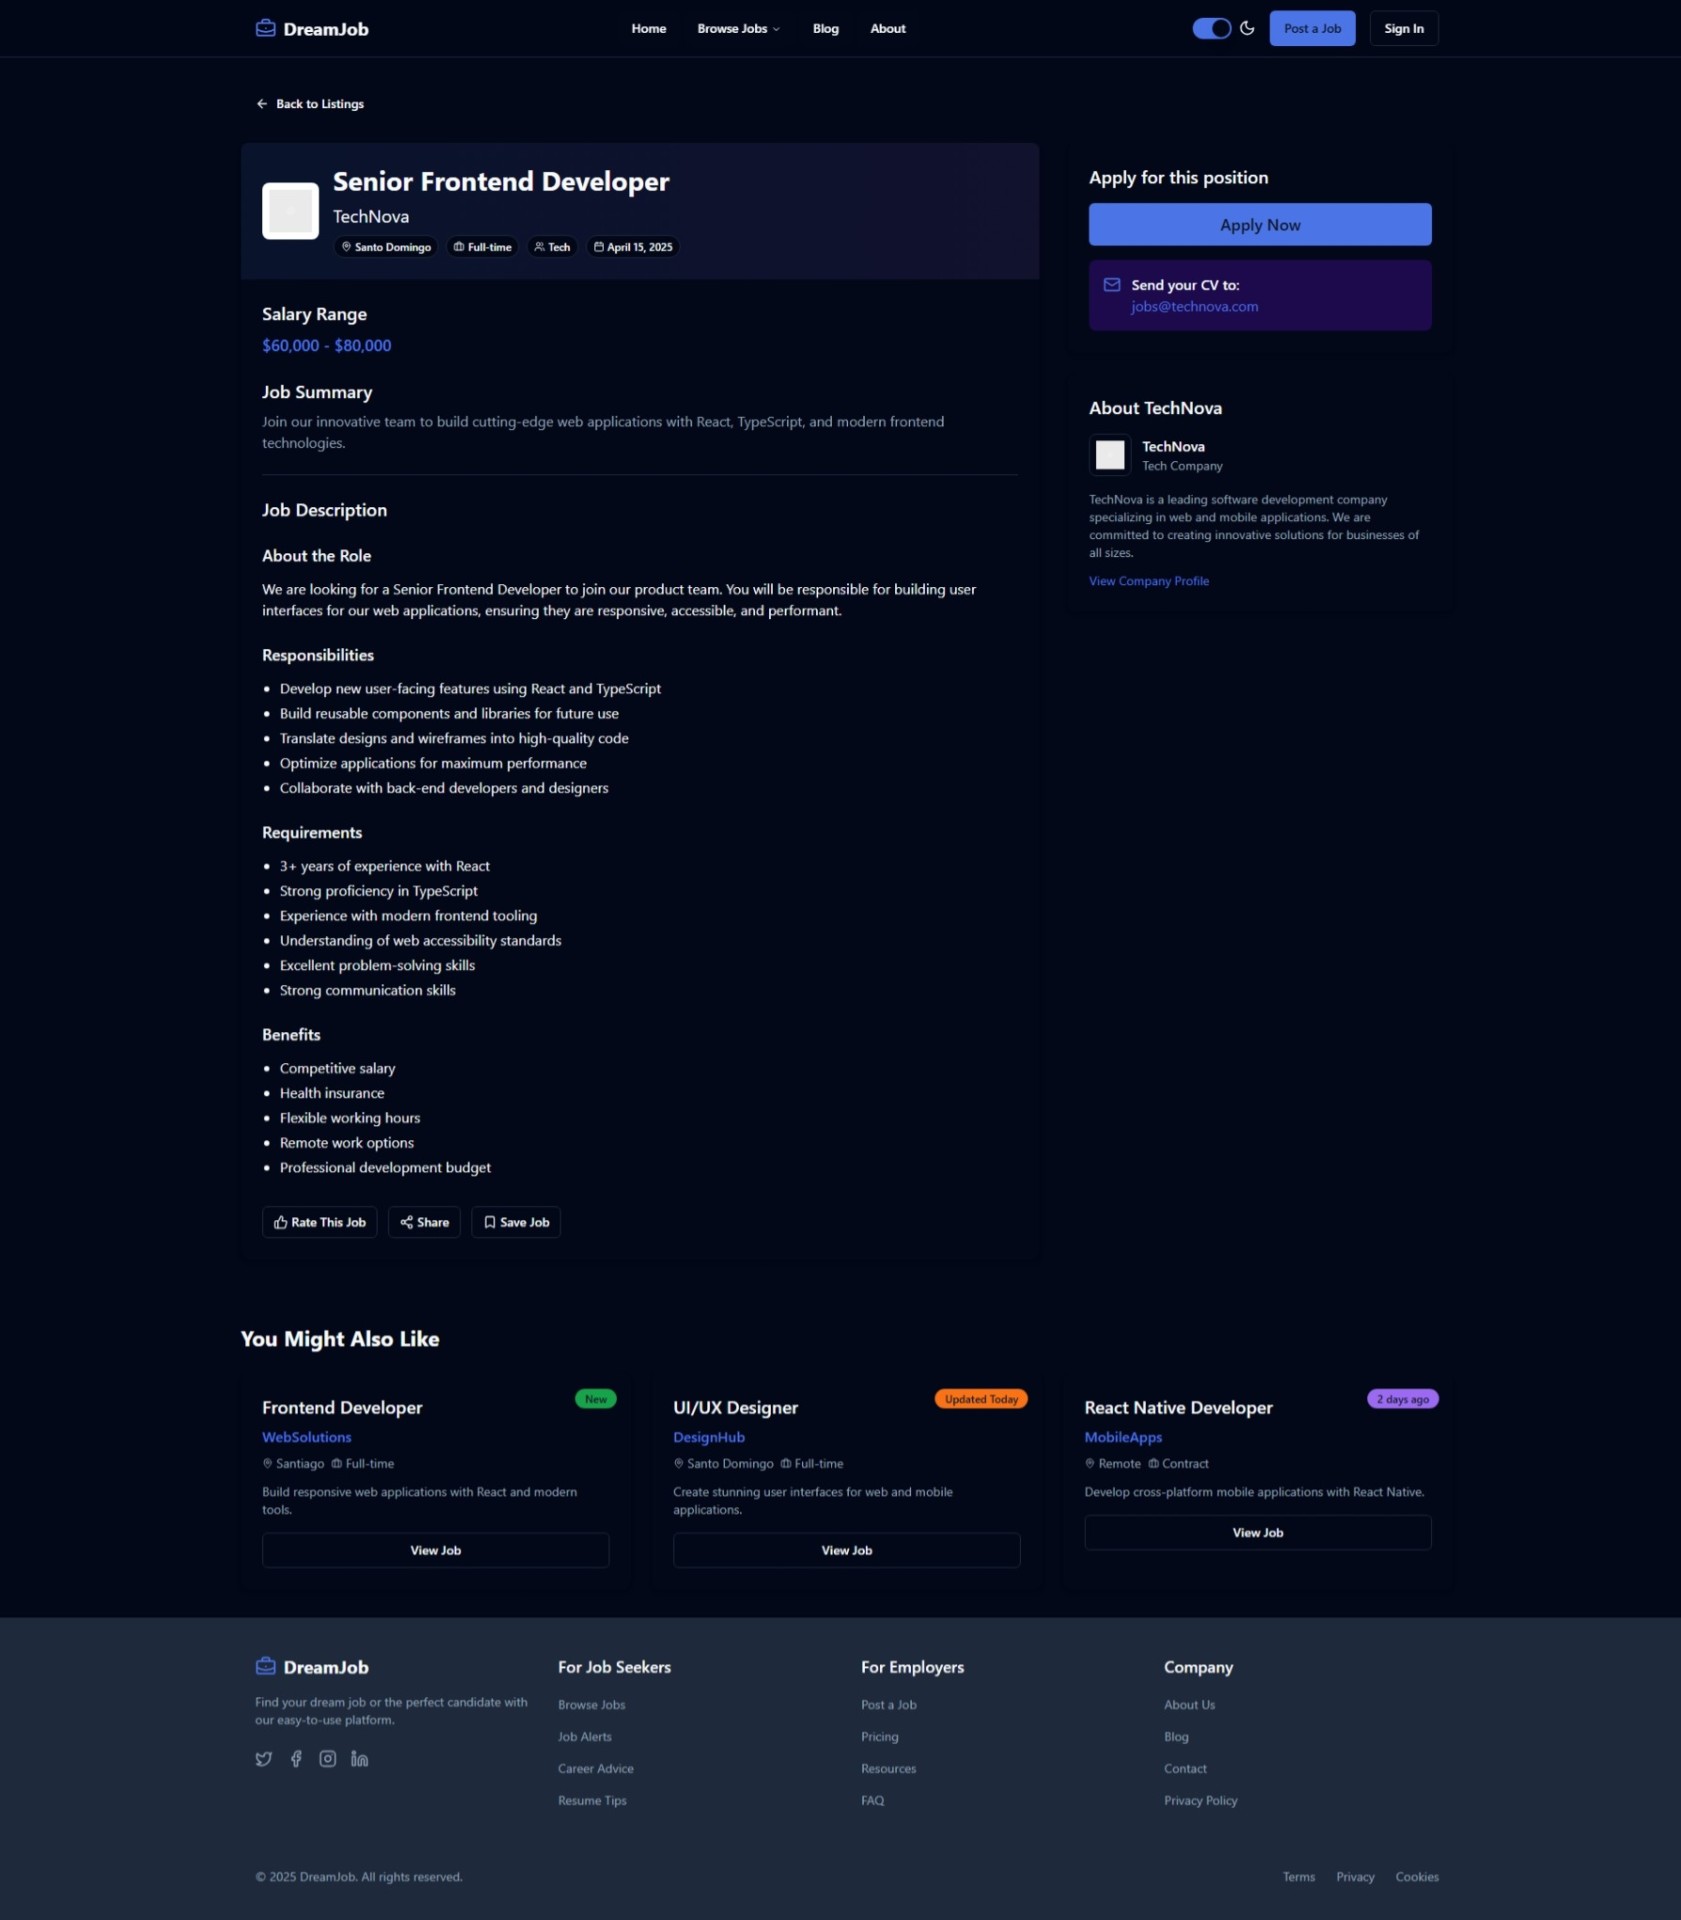 DreamJob
Home
Browse Jobs
Blog
About
Post a Job
Sign In
Back to Listings
Senior Frontend Developer
TechNova
Santo Domingo
Full-time
Tech
April 15, 2025
Salary Range
$60,000 - $80,000
Job Summary
Join our innovative team to build cutting-edge web applications with React, TypeScript, and modern frontend
technologies.
Job Description
About the Role
We are looking for a Senior Frontend Developer to join our product team. You will be responsible for building user
interfaces for our web applications, ensuring they are responsive, accessible, and performant.
Responsibilities
• Develop new user-facing features using React and TypeScript
• Build reusable components and libraries for future use
• Translate designs and wireframes into high-quality code
• Optimize applications for maximum performance
• Collaborate with back-end developers and designers
Requirements
• 3+ years of experience with React
• Strong proficiency in TypeScript
• Experience with modern frontend tooling
• Understanding of web accessibility standards
• Excellent problem-solving skills
• Strong communication skills
Benefits
• Competitive salary
• Health insurance
• Flexible working hours
• Remote work options
• Professional development budget
Rate This Job
Share
Save Job
Apply for this position
Apply Now
Send your CV to:
jobs@technova.com
About TechNova
TechNova
Tech Company
TechNova is a leading software development company
specializing in web and mobile applications. We are
committed to creating innovative solutions for businesses of
all sizes.
View Company Profile
You Might Also Like
New
Frontend Developer
WebSolutions
Santiago Full-time
Build responsive web applications with React and modern
tools.
View Job
Updated Today
UI/UX Designer
DesignHub
Santo Domingo Full-time
Create stunning user interfaces for web and mobile
applications.
View Job
2 days ago
React Native Developer
MobileApps
Remote Contract
Develop cross-platform mobile applications with React Native.
View Job
DreamJob
Find your dream job or the perfect candidate with
our easy-to-use platform.
For Job Seekers
Browse Jobs
Job Alerts
Career Advice
Resume Tips
For Employers
Post a Job
Pricing
Resources
FAQ
Company
About Us
Blog
Contact
Privacy Policy
© 2025 DreamJob. All rights reserved.
Terms
Privacy
Cookies